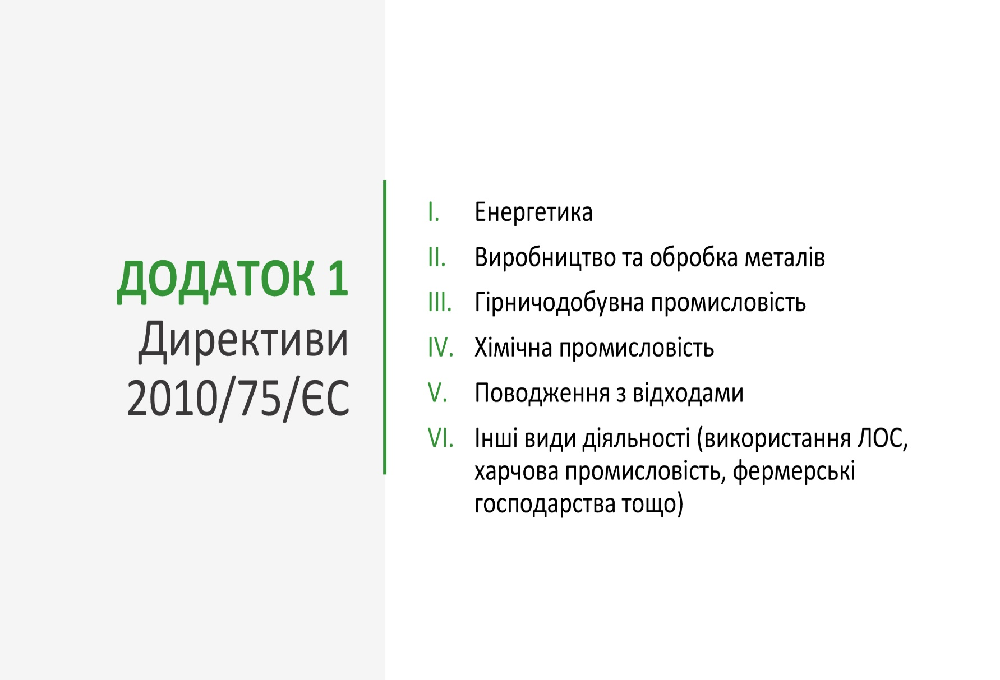 ДОДАТОК 1
Директиви
2010/75/ЄС
I. Енергетика
II. Виробництво та обробка металів
III. Гірничодобувна промисловість
IV. Хімічна промисловість
V. Поводження з відходами
VI. Інші види діяльності (використання ЛОС,
харчова промисловість, фермерські
господарства тощо)